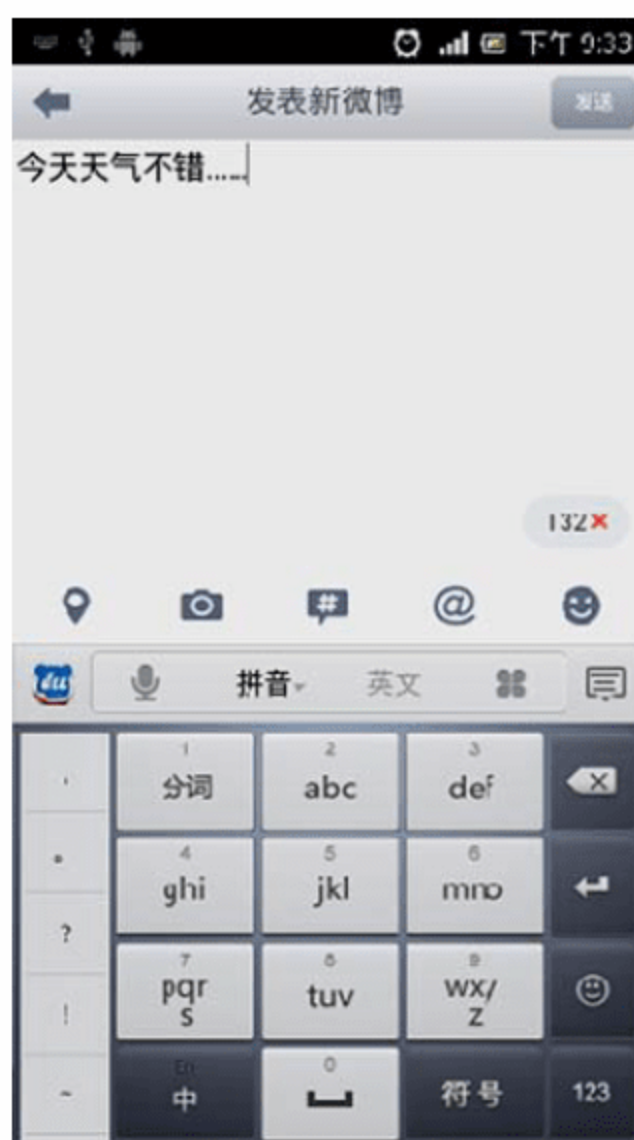 下午 9:33
发表新微博 发送
今天天气不错......
132
# @
du 拼音 英文
, 1 分词 2 abc 3 def
。 4 ghi 5 jkl 6 mno
? 7 pqrs 8 tuv 9 wxyz
!
~ En 中 0 符号 123